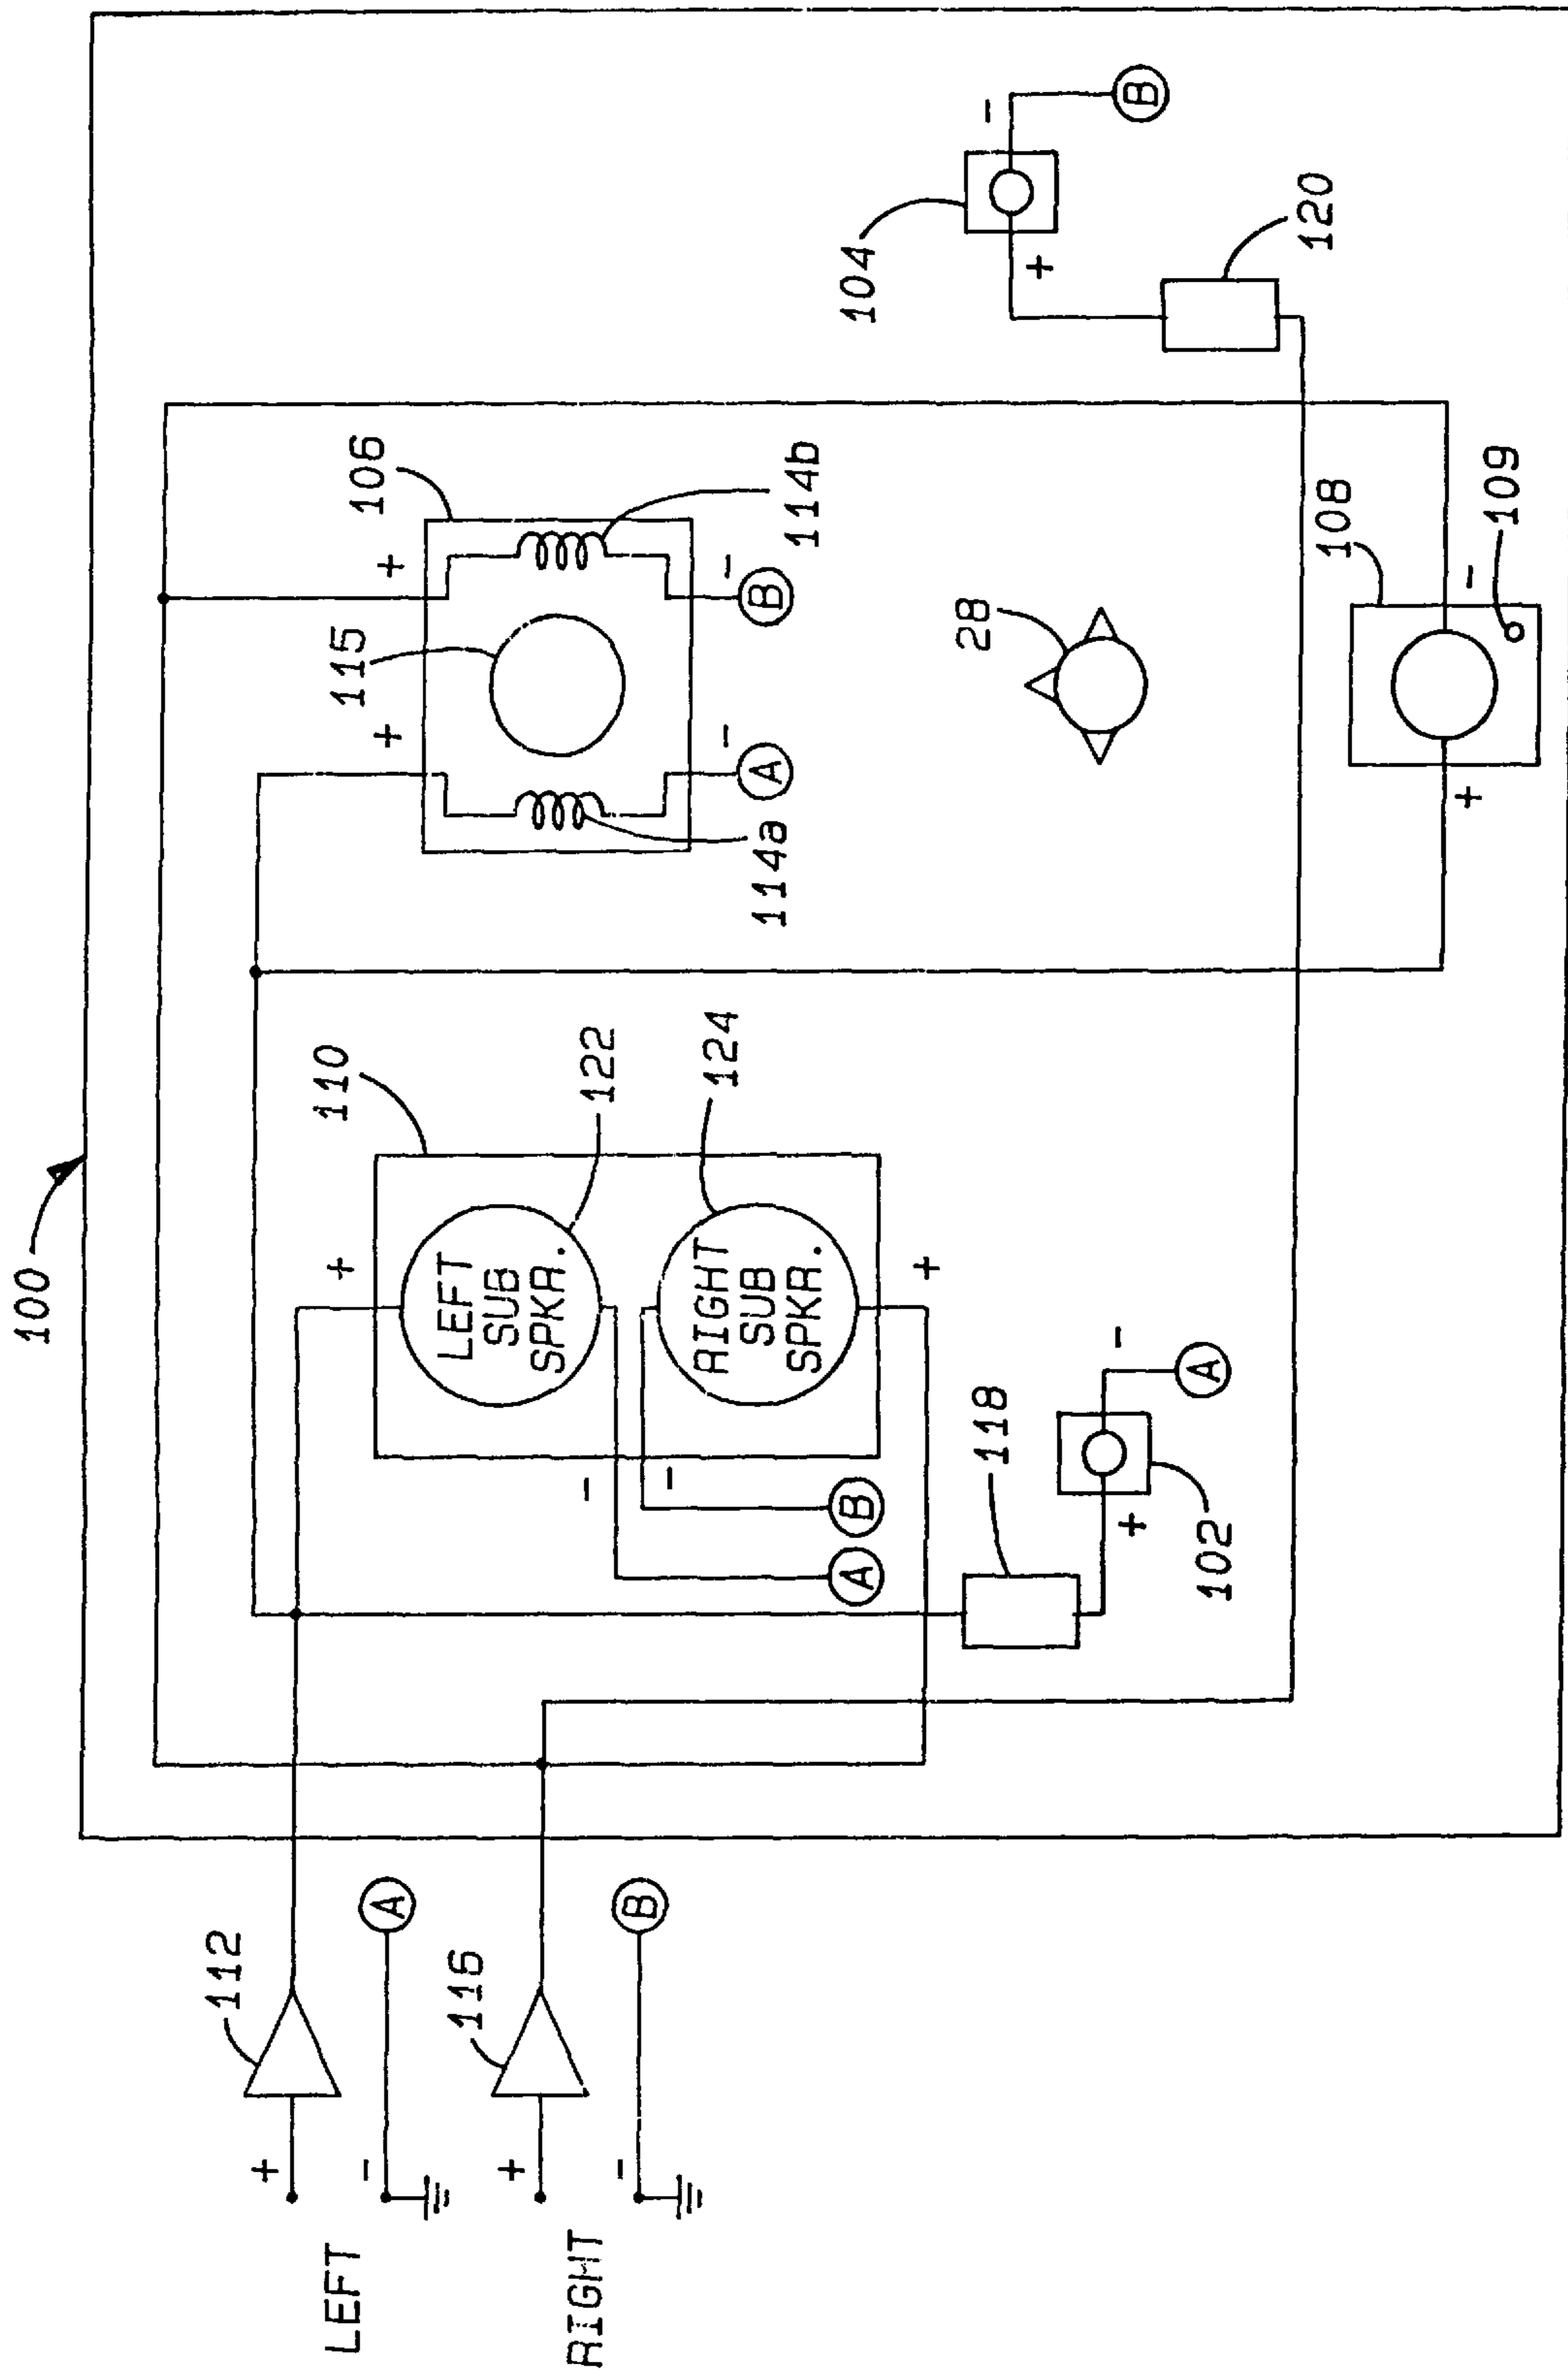 100
112
+
LEFT
-
A
116
+
RIGHT
-
B
110
+
LEFT
SUB
SPKR.
122
-
-
RIGHT
SUB
SPKR.
124
A
B
+
115
106
+
+
-
-
A
B
114a
114b
104
-
+
B
120
28
118
-
+
A
102
108
+
-
109